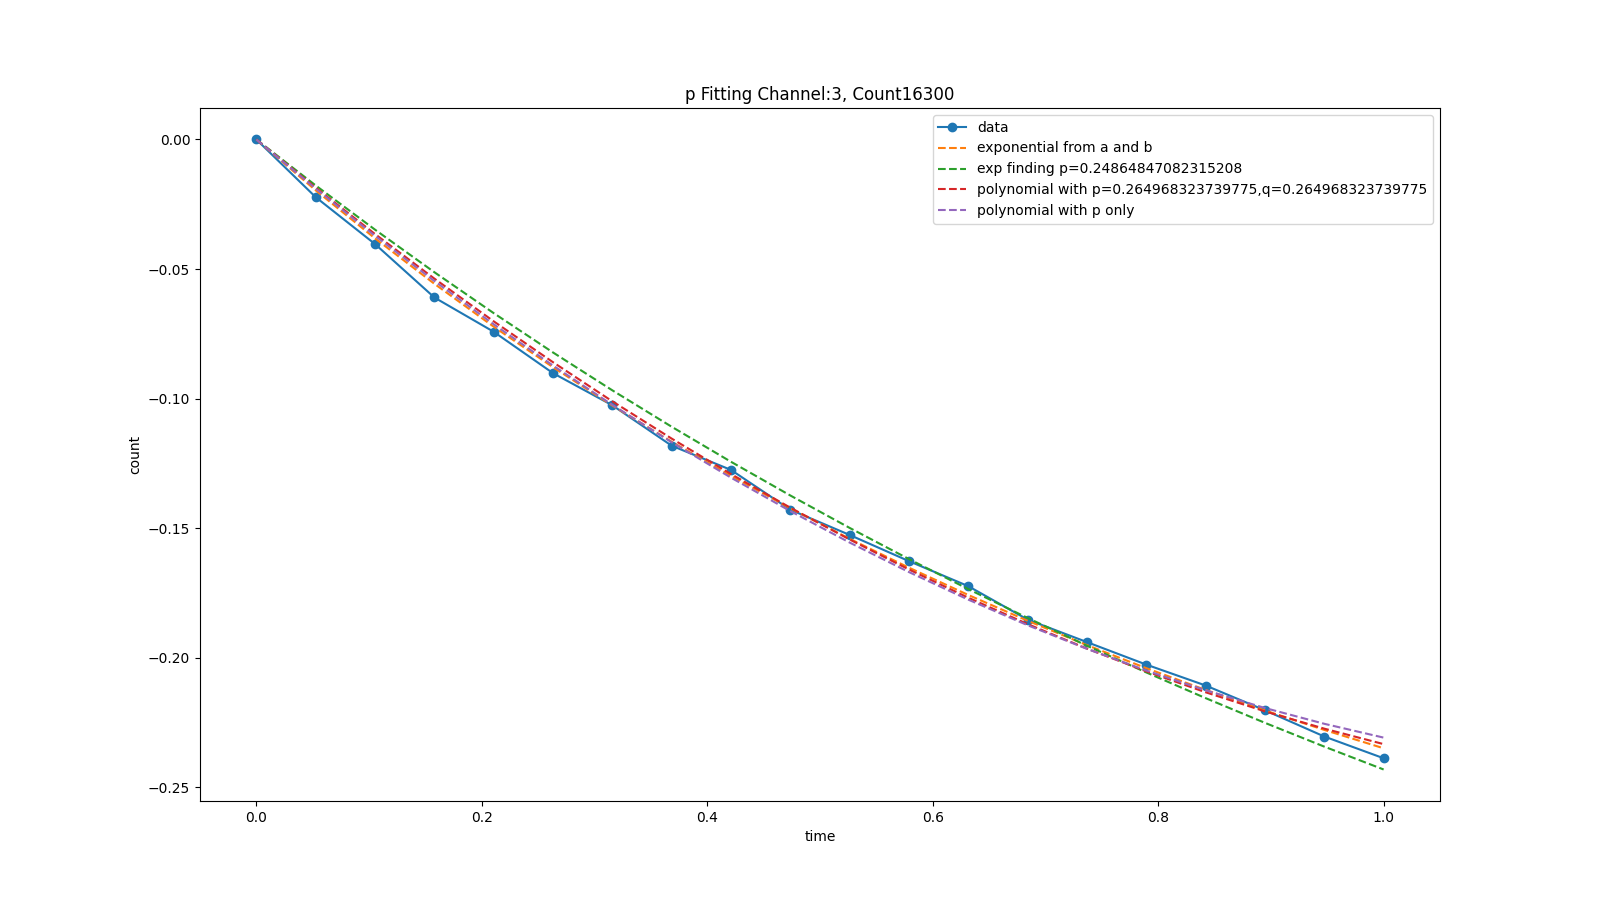 p Fitting Channel:3, Count16300
data
exponential from a and b
exp finding p=0.24864847082315208
polynomial with p=0.264968323739775,q=0.264968323739775
polynomial with p only
0.00
−0.05
−0.10
−0.15
−0.20
−0.25
count
0.0 0.2 0.4 0.6 0.8 1.0
time